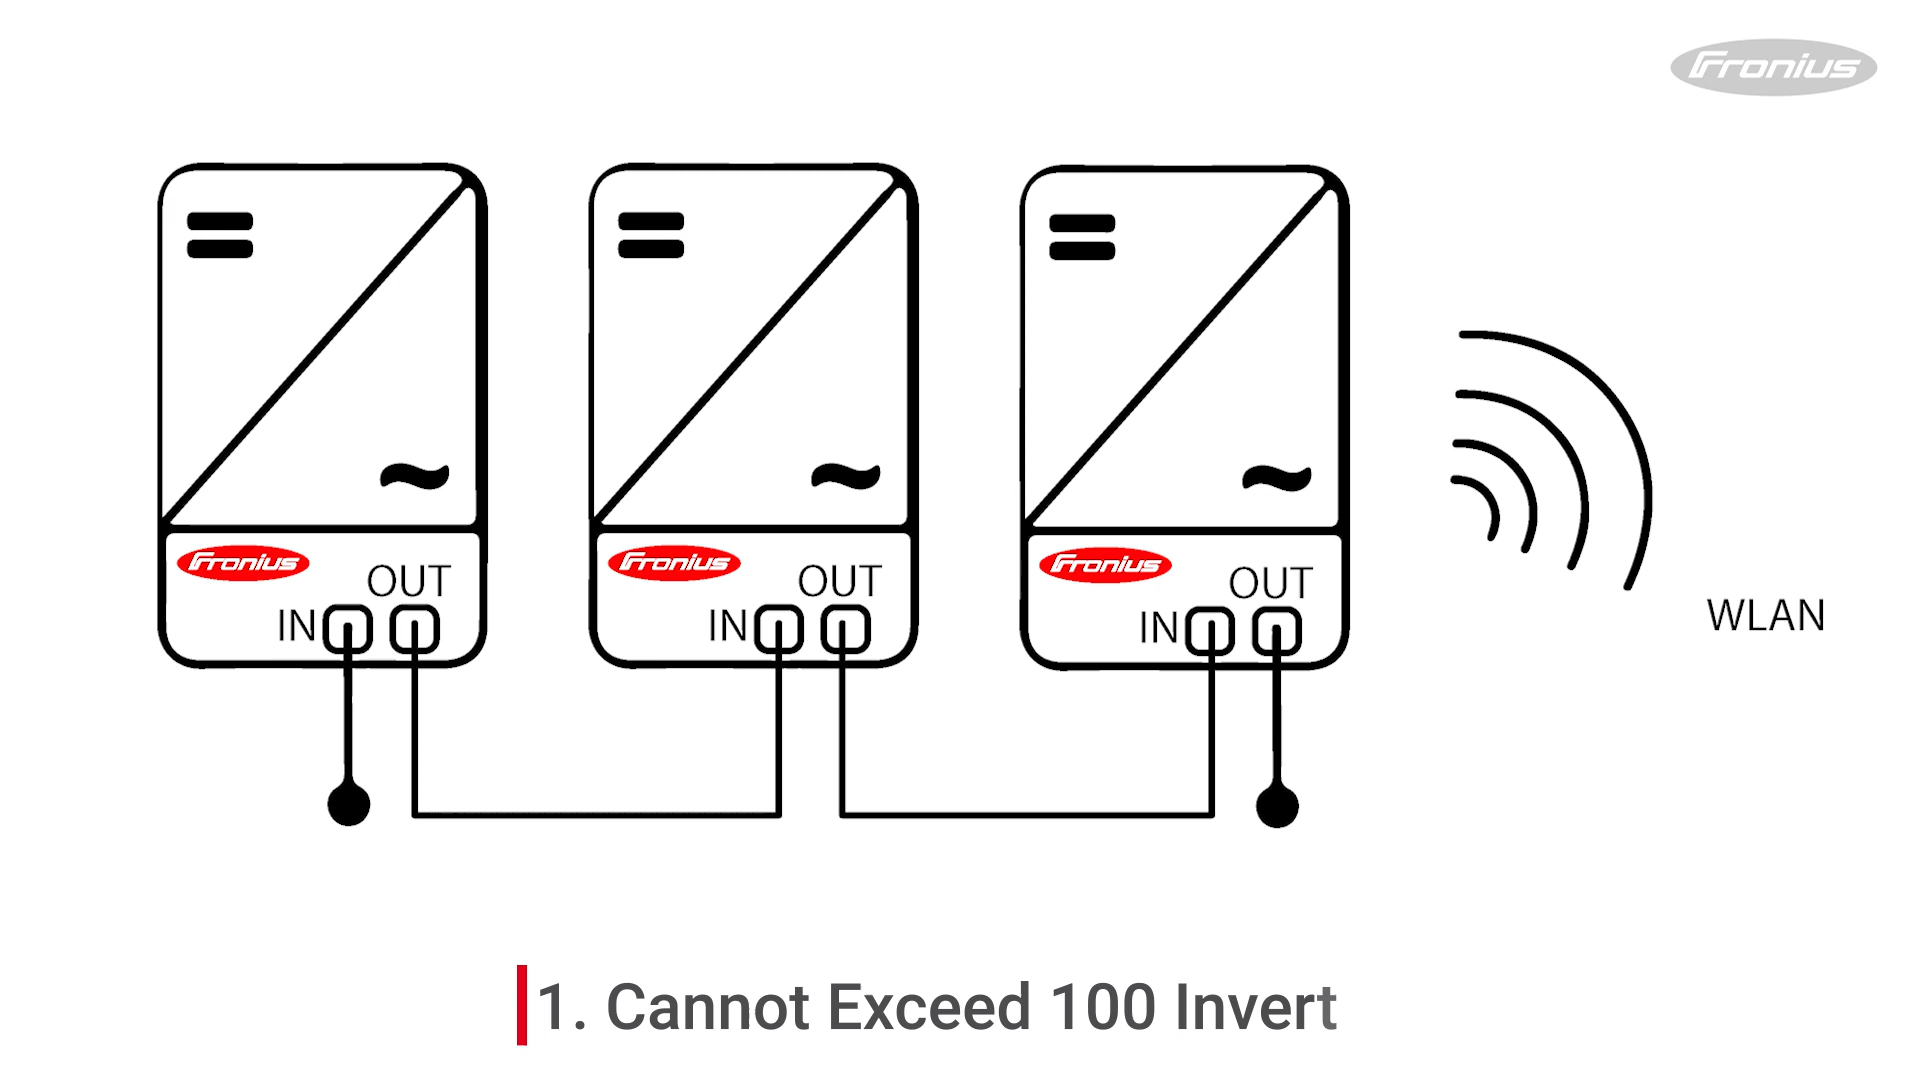 Fronius
Fronius
OUT
IN
Fronius
OUT
IN
Fronius
OUT
IN
WLAN
1. Cannot Exceed 100 Invert